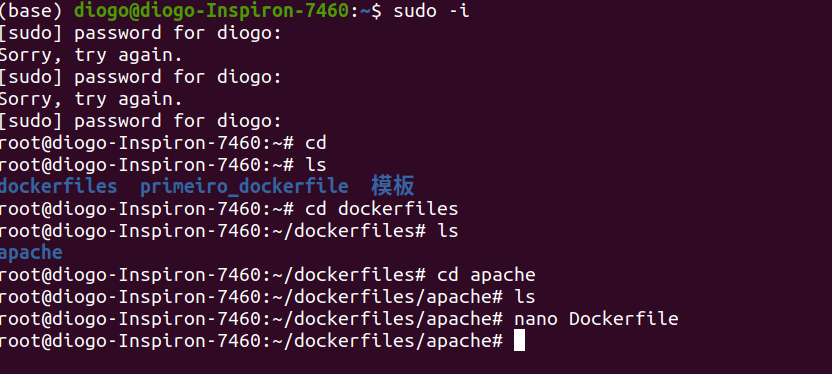 (base) diogo@diogo-Inspiron-7460:~$ sudo -i
[sudo] password for diogo:
Sorry, try again.
[sudo] password for diogo:
Sorry, try again.
[sudo] password for diogo:
root@diogo-Inspiron-7460:~# cd
root@diogo-Inspiron-7460:~# ls
dockerfiles  primeiro_dockerfile  模板
root@diogo-Inspiron-7460:~# cd dockerfiles
root@diogo-Inspiron-7460:~/dockerfiles# ls
apache
root@diogo-Inspiron-7460:~/dockerfiles# cd apache
root@diogo-Inspiron-7460:~/dockerfiles/apache# ls
root@diogo-Inspiron-7460:~/dockerfiles/apache# nano Dockerfile
root@diogo-Inspiron-7460:~/dockerfiles/apache#